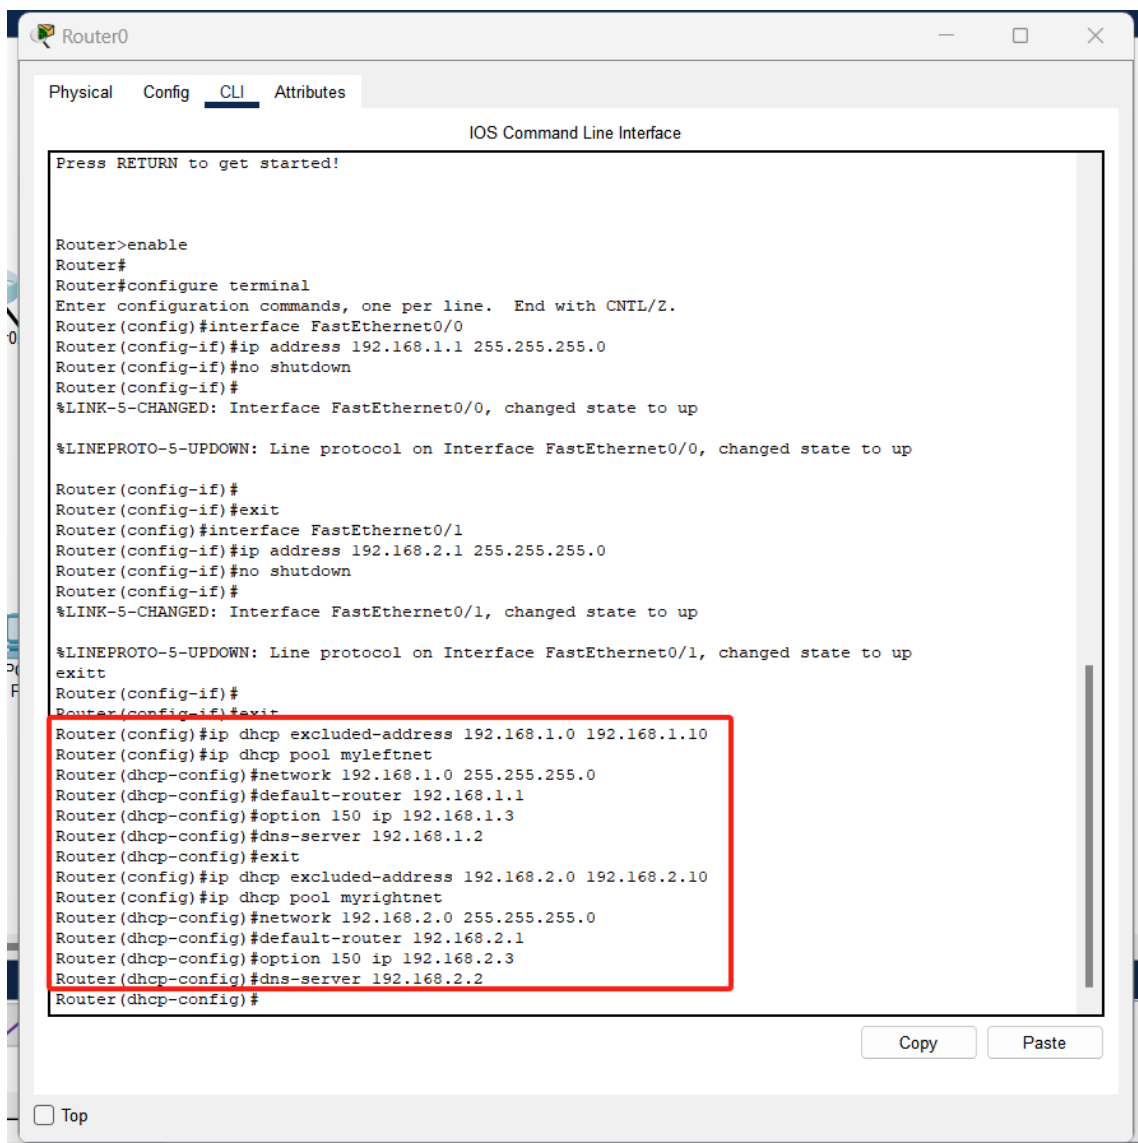 Router0
Physical Config CLI Attributes
IOS Command Line Interface
Press RETURN to get started!
Router>enable
Router#
Router#configure terminal
Enter configuration commands, one per line.  End with CNTL/Z.
Router(config)#interface FastEthernet0/0
Router(config-if)#ip address 192.168.1.1 255.255.255.0
Router(config-if)#no shutdown
Router(config-if)#
%LINK-5-CHANGED: Interface FastEthernet0/0, changed state to up
%LINEPROTO-5-UPDOWN: Line protocol on Interface FastEthernet0/0, changed state to up
Router(config-if)#
Router(config-if)#exit
Router(config)#interface FastEthernet0/1
Router(config-if)#ip address 192.168.2.1 255.255.255.0
Router(config-if)#no shutdown
Router(config-if)#
%LINK-5-CHANGED: Interface FastEthernet0/1, changed state to up
%LINEPROTO-5-UPDOWN: Line protocol on Interface FastEthernet0/1, changed state to up
exitt
Router(config-if)#
Router(config-if)#exit
Router(config)#ip dhcp excluded-address 192.168.1.0 192.168.1.10
Router(config)#ip dhcp pool myleftnet
Router(dhcp-config)#network 192.168.1.0 255.255.255.0
Router(dhcp-config)#default-router 192.168.1.1
Router(dhcp-config)#option 150 ip 192.168.1.3
Router(dhcp-config)#dns-server 192.168.1.2
Router(dhcp-config)#exit
Router(config)#ip dhcp excluded-address 192.168.2.0 192.168.2.10
Router(config)#ip dhcp pool myrightnet
Router(dhcp-config)#network 192.168.2.0 255.255.255.0
Router(dhcp-config)#default-router 192.168.2.1
Router(dhcp-config)#option 150 ip 192.168.2.3
Router(dhcp-config)#dns-server 192.168.2.2
Router(dhcp-config)#
Copy Paste
Top